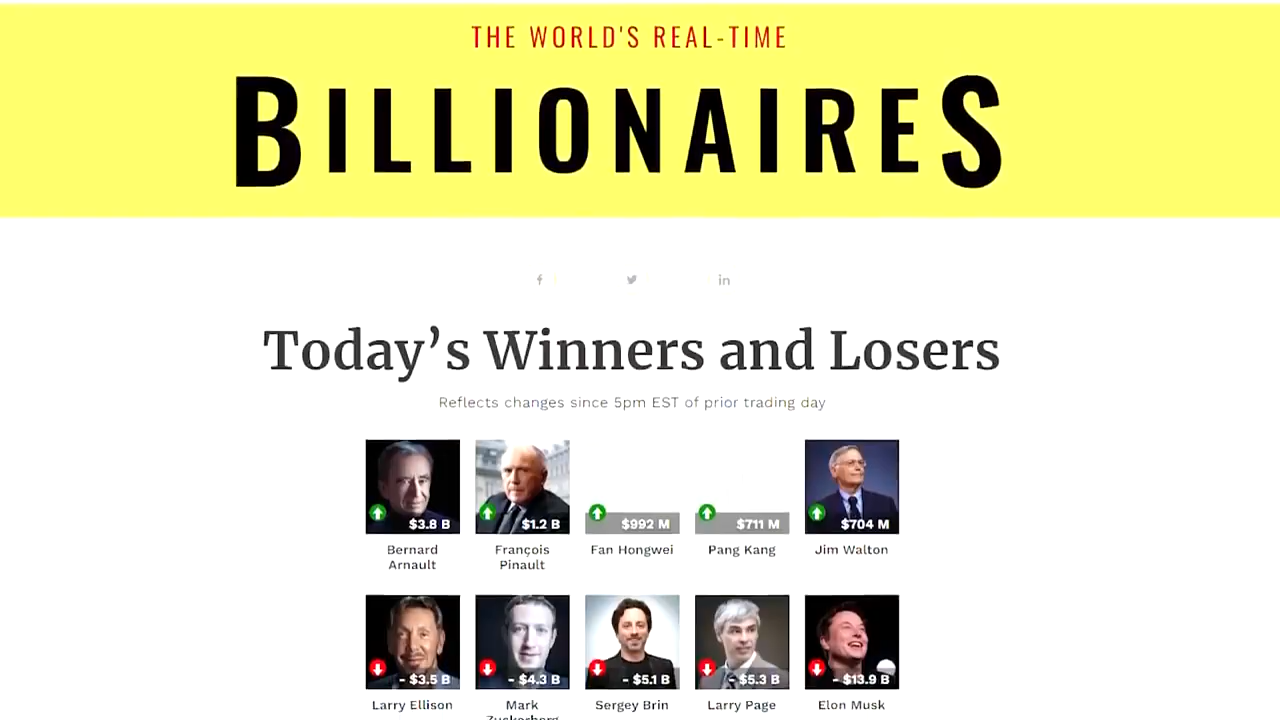 THE WORLD'S REAL-TIME
BILLIONAIRES
f
in
Today's Winners and Losers
Reflects changes since 5pm EST of prior trading day
$3.8 B $1.2 B $992 M $711 M $704 M
Bernard Arnault
François Pinault
Fan Hongwei
Pang Kang
Jim Walton
- $3.5 B - $4.3 B - $5.1 B - $5.3 B - $13.9 B
Larry Ellison
Mark Zuckerberg
Sergey Brin
Larry Page
Elon Musk